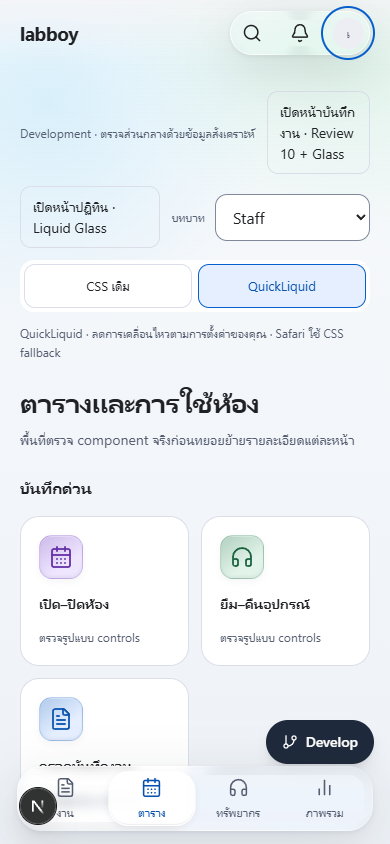 labboy
Development · ตรวจส่วนกลางด้วยข้อมูลสังเคราะห์
เปิดหน้าบันทึก
งาน · Review
10 + Glass
เปิดหน้าปฏิทิน ·
Liquid Glass
บทบาท
Staff
CSS เดิม
QuickLiquid
QuickLiquid · ลดการเคลื่อนไหวตามการตั้งค่าของคุณ · Safari ใช้ CSS
fallback
ตารางและการใช้ห้อง
พื้นที่ตรวจ component จริงก่อนทยอยย้ายรายละเอียดแต่ละหน้า
บันทึกด่วน
เปิด–ปิดห้อง
ตรวจรูปแบบ controls
ยืม–คืนอุปกรณ์
ตรวจรูปแบบ controls
Develop
N
งาน
ตาราง
ทรัพยากร
ภาพรวม